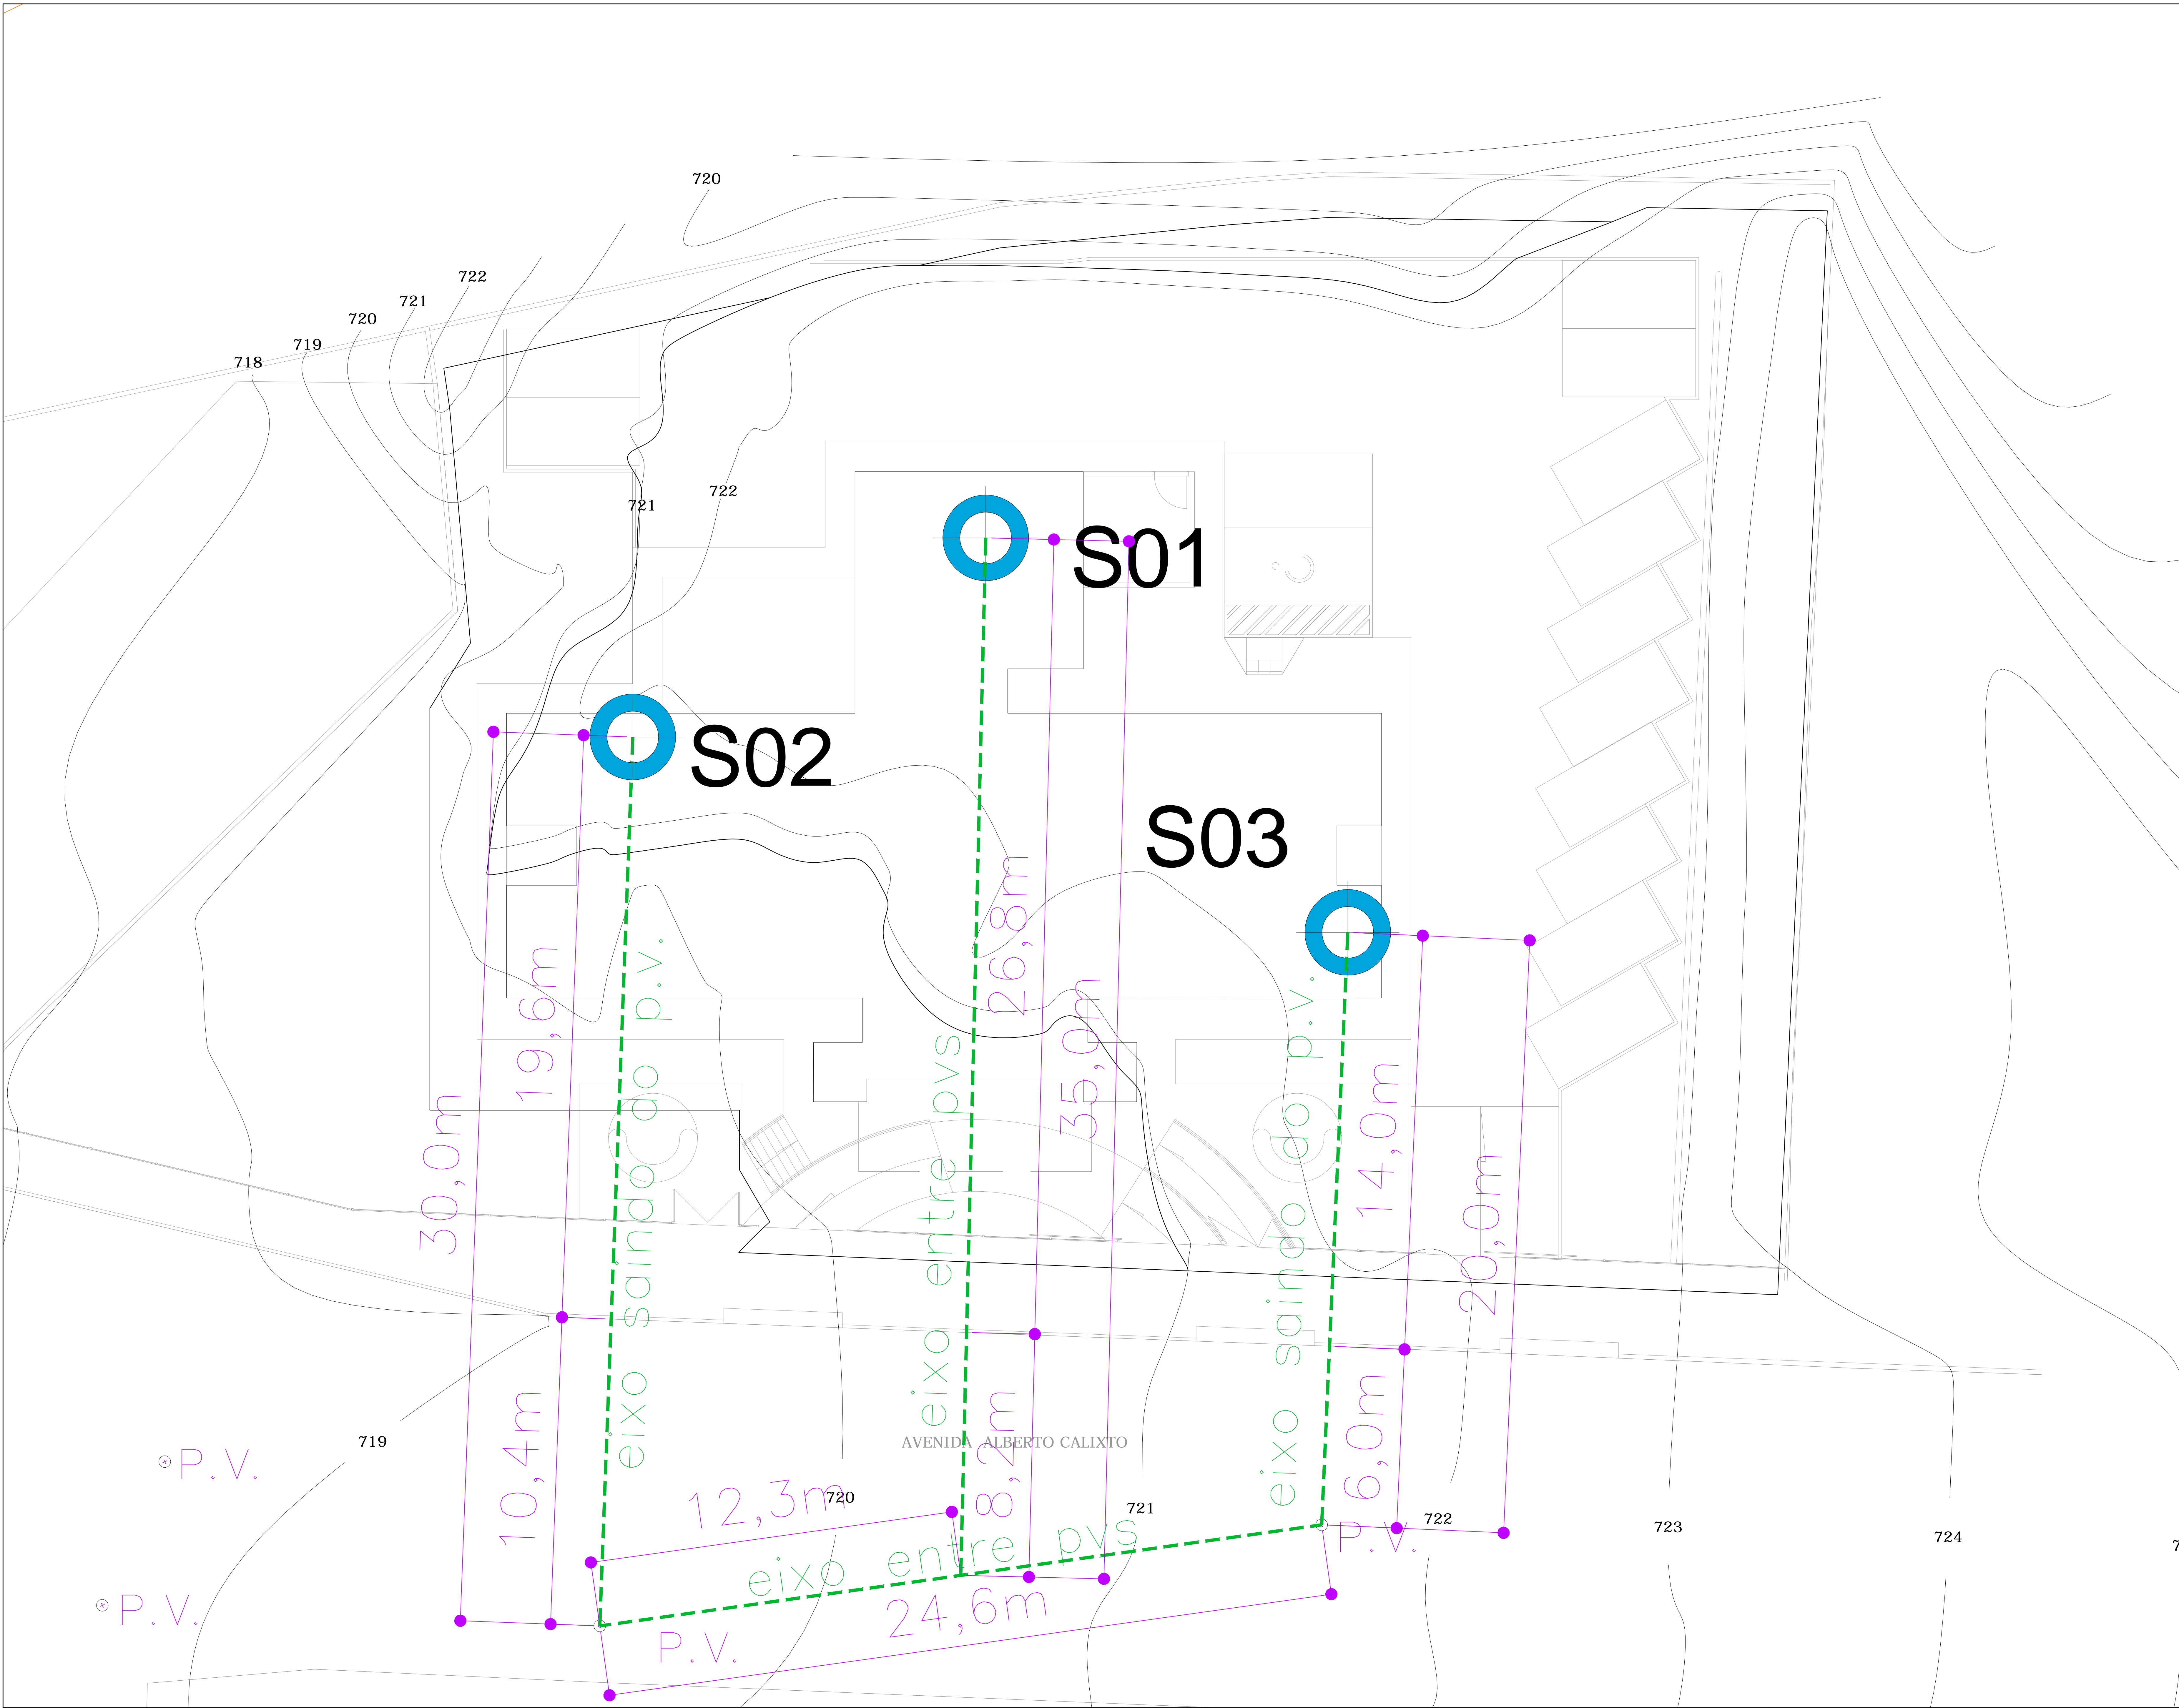 720
722
721
720
719
718
721
722
S01
S02
S03
26,8m
35,0m
19,6m
30,0m
14,0m
20,0m
eixo saindo do p.v.
eixo entre pvs
eixo saindo do p.v.
10,4m
8,2m
6,0m
AVENIDA ALBERTO CALIXTO
719
P.V.
12,3m
720
721
722
723
724
eixo entre pvs
P.V.
P.V.
24,6m
P.V.